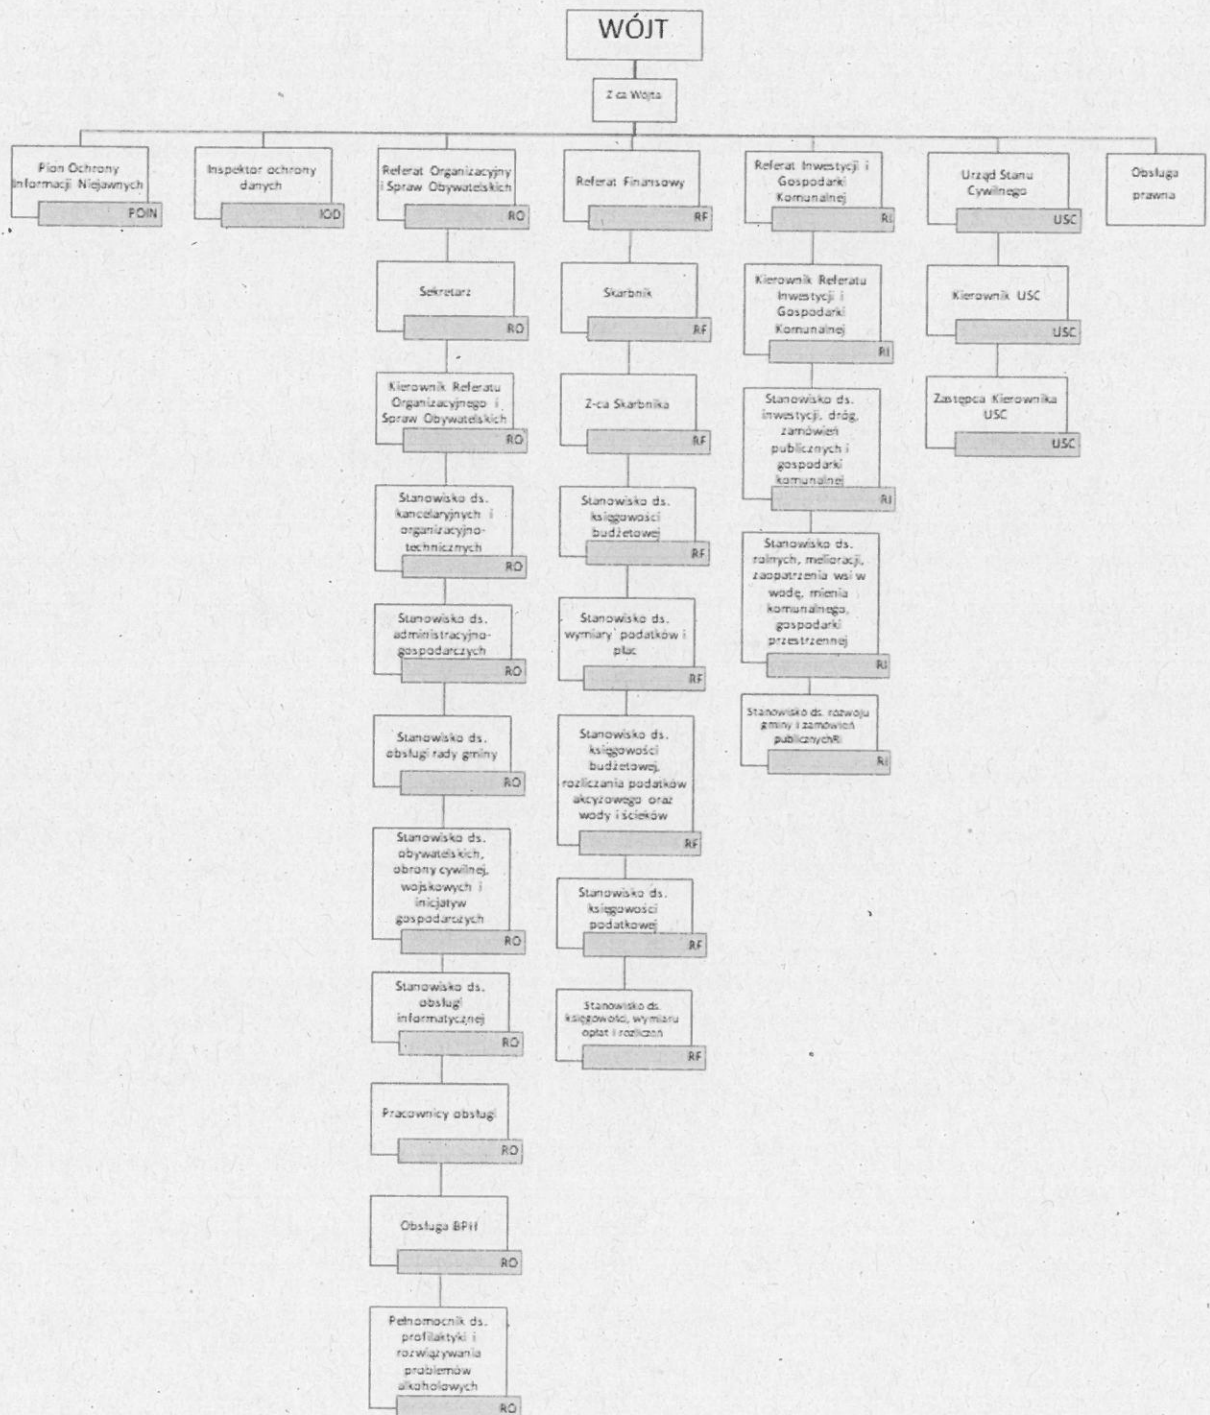 WÓJT
Z-ca Wójta
Pion Ochrony
Informacji Niejawnych
POIN
Inspektor ochrony
danych
IOD
Referat Organizacyjny
i Spraw Obywatelskich
RO
Referat Finansowy
RF
Referat Inwestycji i
Gospodarki
Komunalnej
RI
Urząd Stanu
Cywilnego
USC
Obsługa
prawna
Sekretarz
RO
Kierownik Referatu
Organizacyjnego i
Spraw Obywatelskich
RO
Stanowisko ds.
kancelaryjnych i
organizacyjno-
technicznych
RO
Stanowisko ds.
administracyjno-
gospodarczych
RO
Stanowisko ds.
obsługi rady gminy
RO
Stanowisko ds.
obywatelskich,
obrony cywilnej,
wojskowych i
inicjatyw
gospodarczych
RO
Stanowisko ds.
obsługi
informatycznej
RO
Pracownicy obsługi
RO
Obsługa BPH
RO
Pełnomocnik ds.
profilaktyki i
rozwiązywania
problemów
alkoholowych
RO
Skarbnik
RF
Z-ca Skarbnika
RF
Stanowisko ds.
księgowości
budżetowej
RF
Stanowisko ds.
wymiary podatków i
płac
RF
Stanowisko ds.
księgowości
budżetowej,
rozliczania podatków
akcyzowego oraz
wody i ścieków
RF
Stanowisko ds.
księgowości
podatkowej
RF
Stanowisko ds.
księgowości, wymiaru
opłat i rozliczeń
RF
Kierownik Referatu
Inwestycji i
Gospodarki
Komunalnej
RI
Stanowisko ds.
inwestycji, dróg,
zamówień
publicznych i
gospodarki
komunalnej
RI
Stanowisko ds.
rolnych, melioracji,
zaopatrzenia wsi w
wodę, mienia
komunalnego,
gospodarki
przestrzennej
RI
Stanowisko ds. rozwoju
gminy i zamówień
publicznychRi
RI
Kierownik USC
USC
Zastępca Kierownika
USC
USC